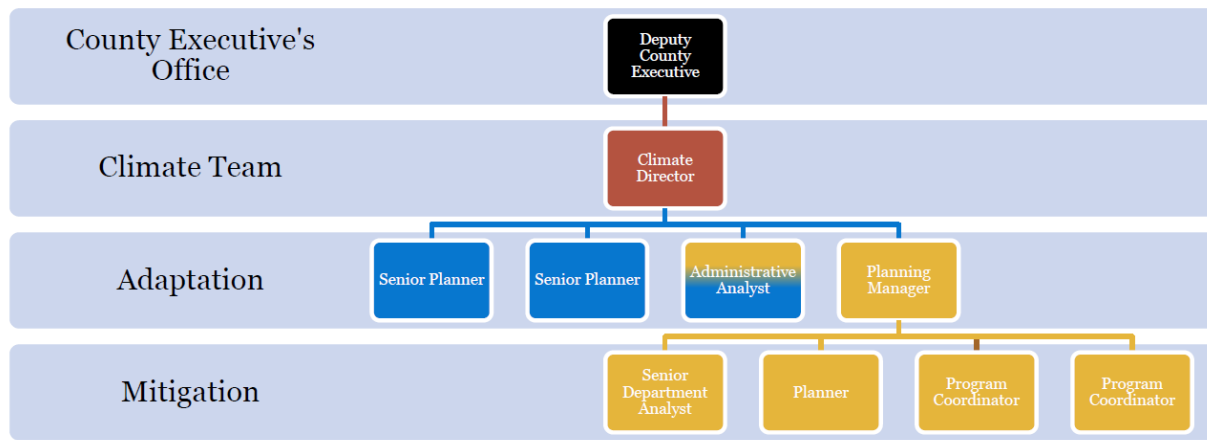 County Executive's
Office
Deputy
County
Executive
Climate Team
Climate
Director
Adaptation
Senior Planner
Senior Planner
Administrative
Analyst
Planning
Manager
Mitigation
Senior
Department
Analyst
Planner
Program
Coordinator
Program
Coordinator